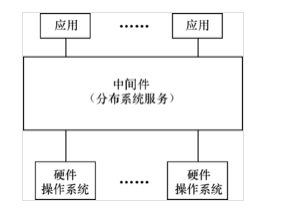 应用 …… 应用
中间件
(分布系统服务)
硬件 …… 硬件
操作系统 操作系统